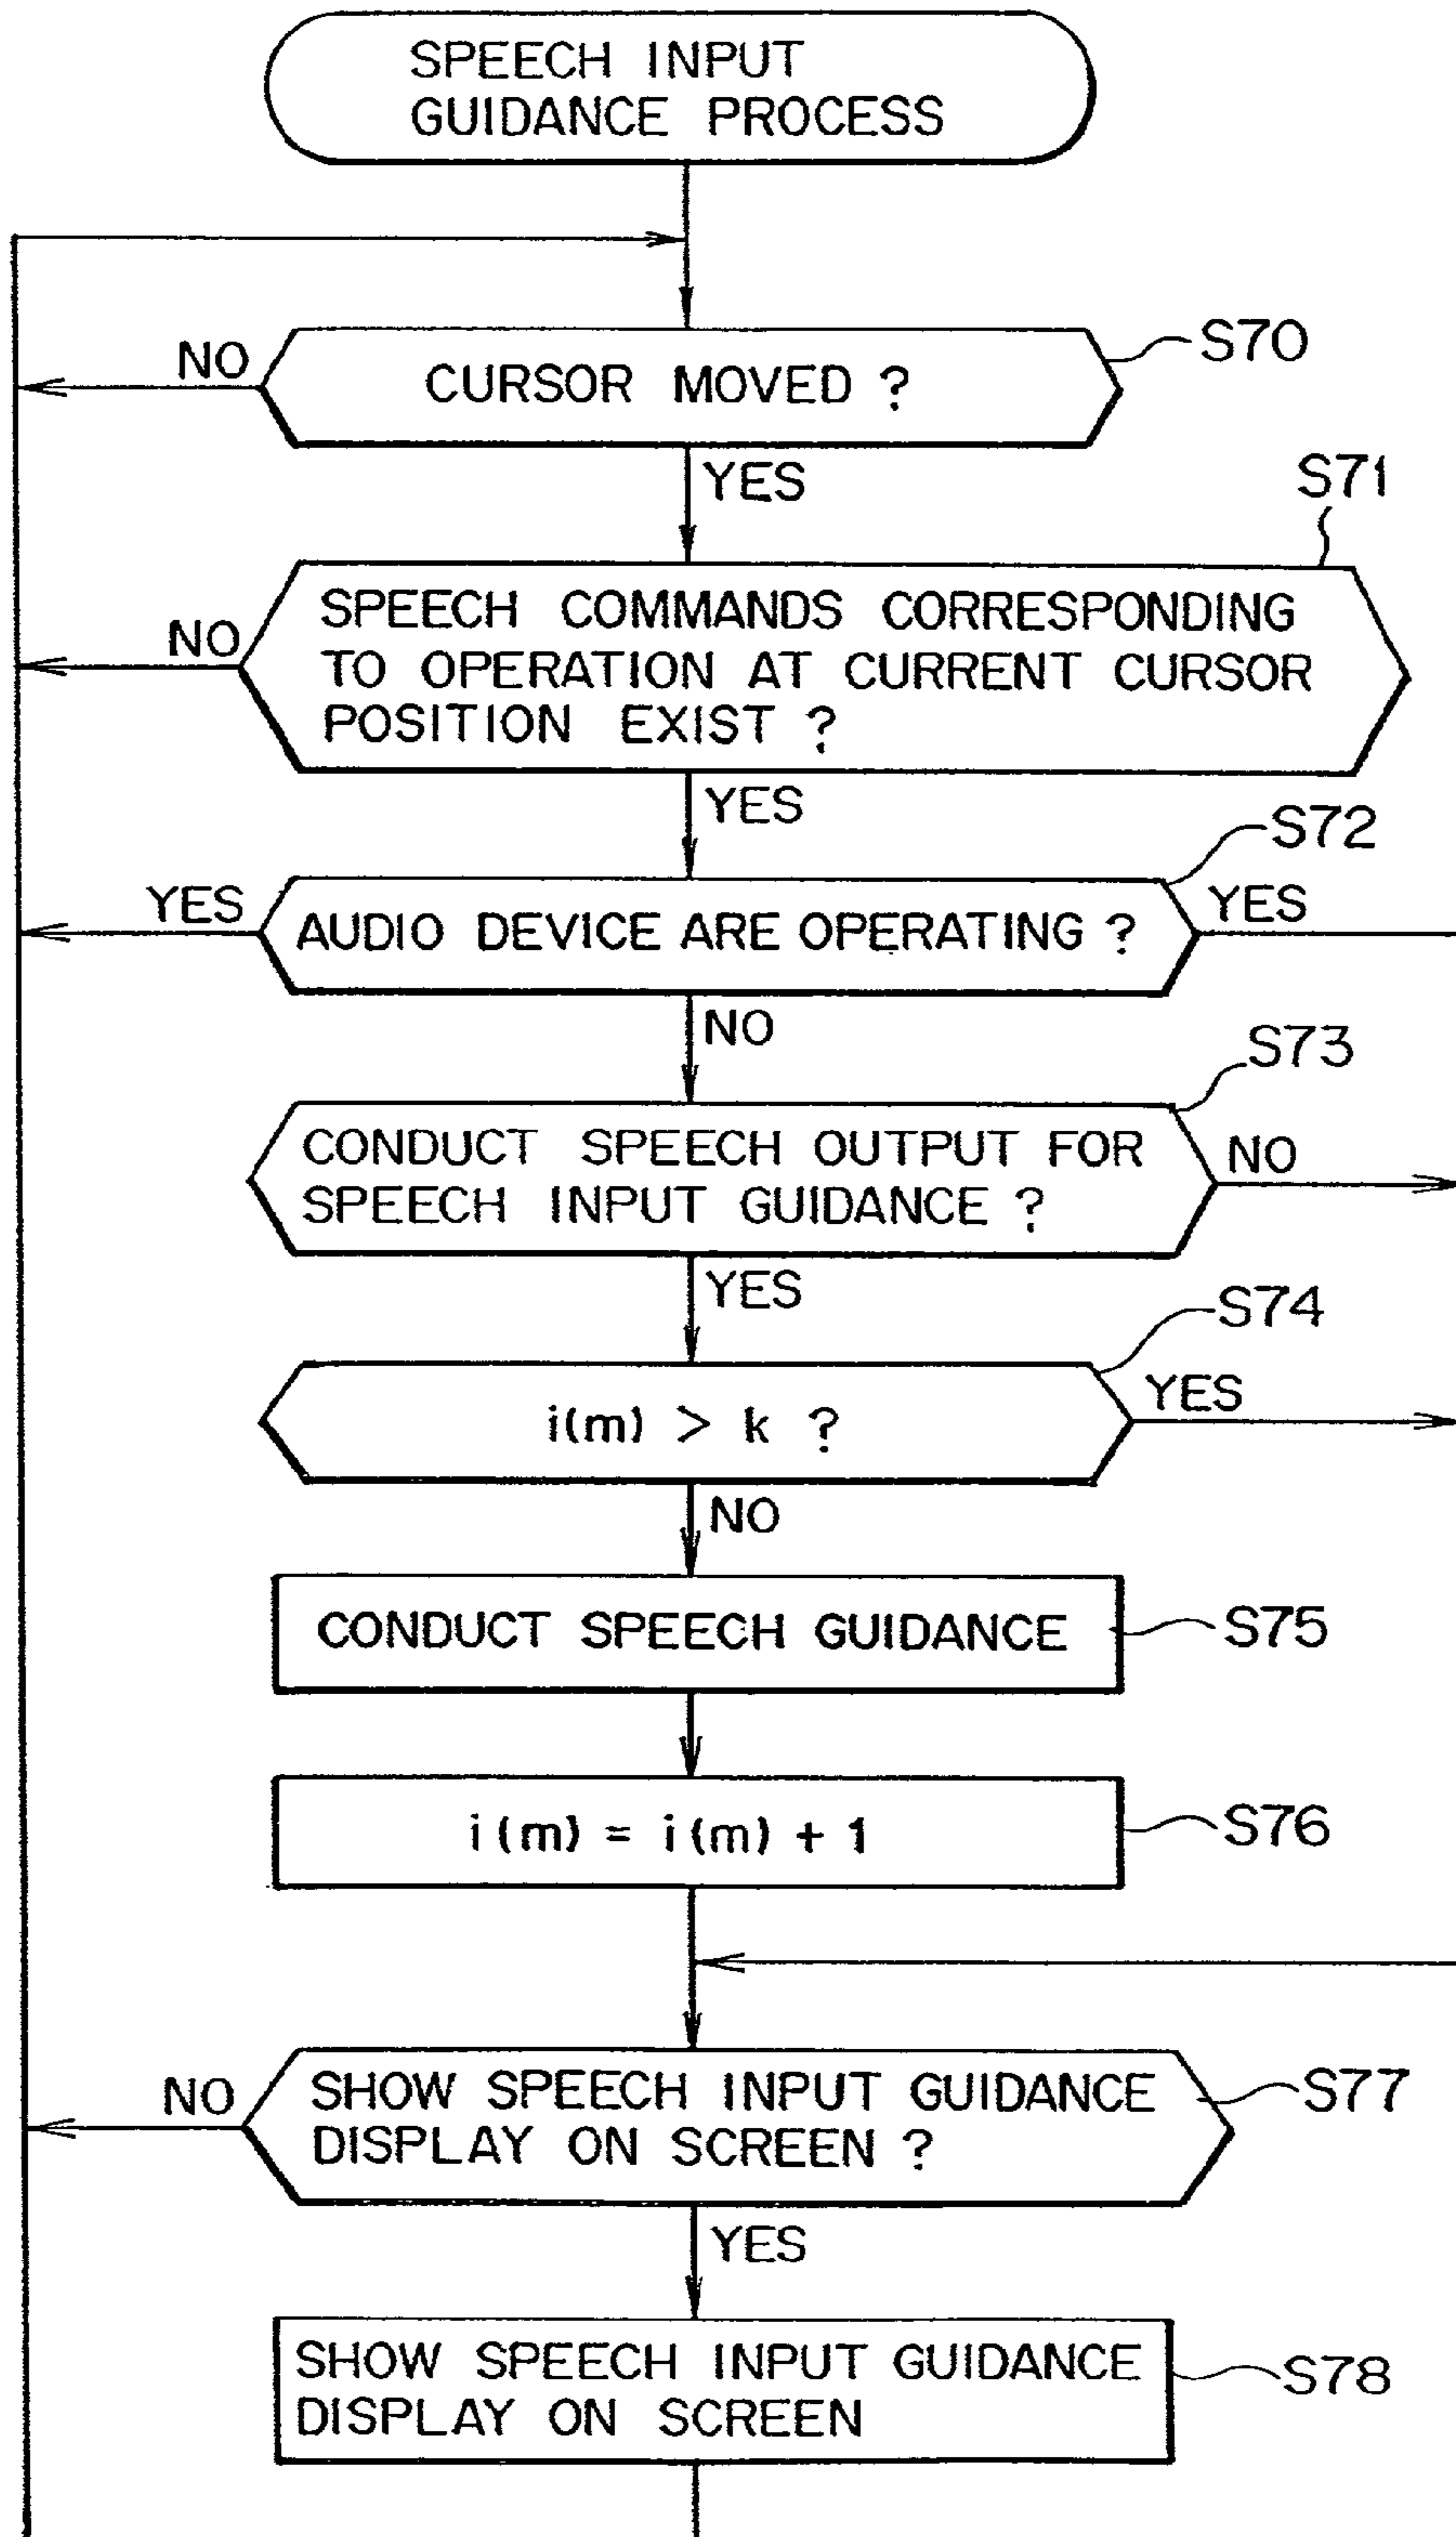 SPEECH INPUT
GUIDANCE PROCESS
NO
CURSOR MOVED ?
S70
YES
S71
NO
SPEECH COMMANDS CORRESPONDING
TO OPERATION AT CURRENT CURSOR
POSITION EXIST ?
YES
S72
YES
AUDIO DEVICE ARE OPERATING ?
YES
NO
S73
CONDUCT SPEECH OUTPUT FOR
SPEECH INPUT GUIDANCE ?
NO
YES
S74
i(m) > k ?
YES
NO
CONDUCT SPEECH GUIDANCE
S75
i(m) = i(m) + 1
S76
NO
SHOW SPEECH INPUT GUIDANCE
DISPLAY ON SCREEN ?
S77
YES
SHOW SPEECH INPUT GUIDANCE
DISPLAY ON SCREEN
S78